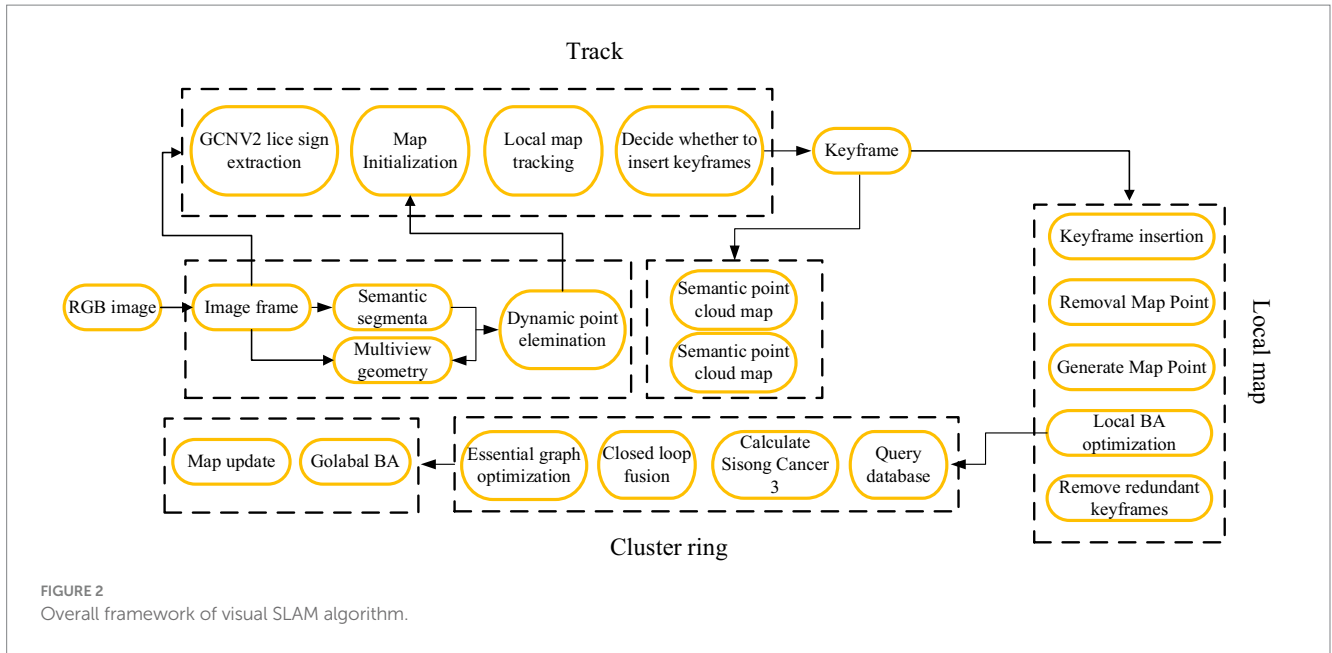 Track
GCNV2 lice sign
extraction
Map
Initialization
Local map
tracking
Decide whether to
insert keyframes
Keyframe
RGB image
Image frame
Semantic
segmenta
Multiview
geometry
Dynamic point
elemination
Semantic point
cloud map
Semantic point
cloud map
Keyframe insertion
Removal Map Point
Generate Map Point
Local BA
optimization
Remove redundant
keyframes
Local map
Map update
Golabal BA
Essential graph
optimization
Closed loop
fusion
Calculate
Sisong Cancer
3
Query
database
Cluster ring
FIGURE 2
Overall framework of visual SLAM algorithm.